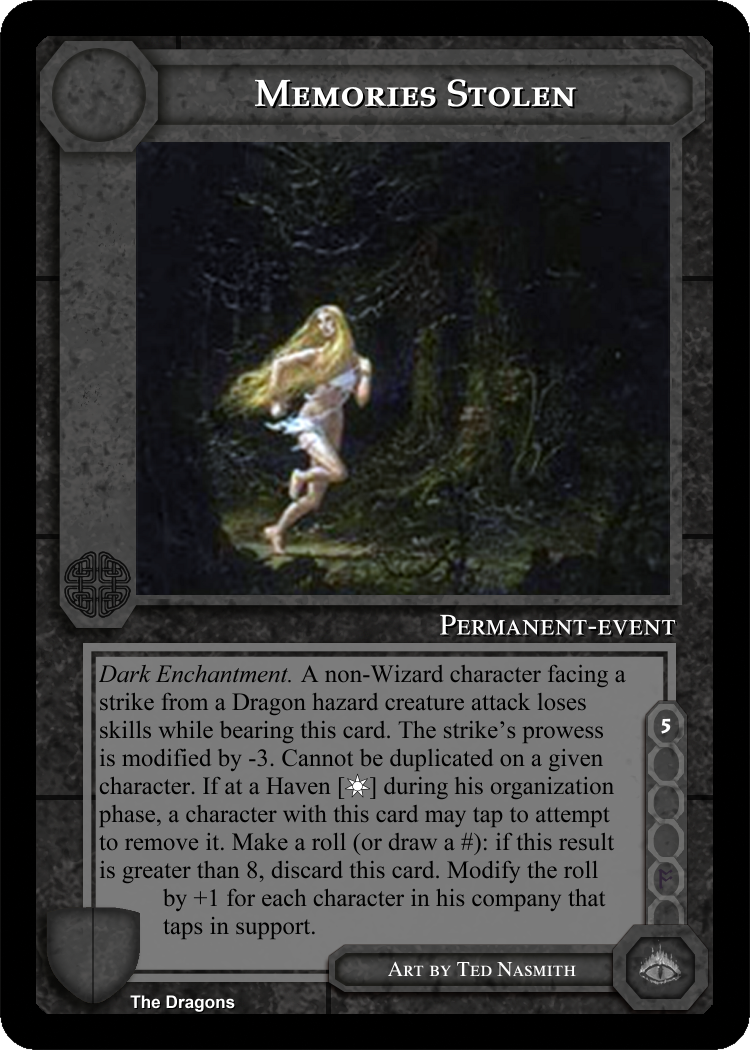 Memories Stolen
Permanent-event
Dark Enchantment. A non-Wizard character facing a
strike from a Dragon hazard creature attack loses
skills while bearing this card. The strike’s prowess
is modified by -3. Cannot be duplicated on a given
character. If at a Haven [☀] during his organization
phase, a character with this card may tap to attempt
to remove it. Make a roll (or draw a #): if this result
is greater than 8, discard this card. Modify the roll
by +1 for each character in his company that
taps in support.
5
Art by Ted Nasmith
The Dragons